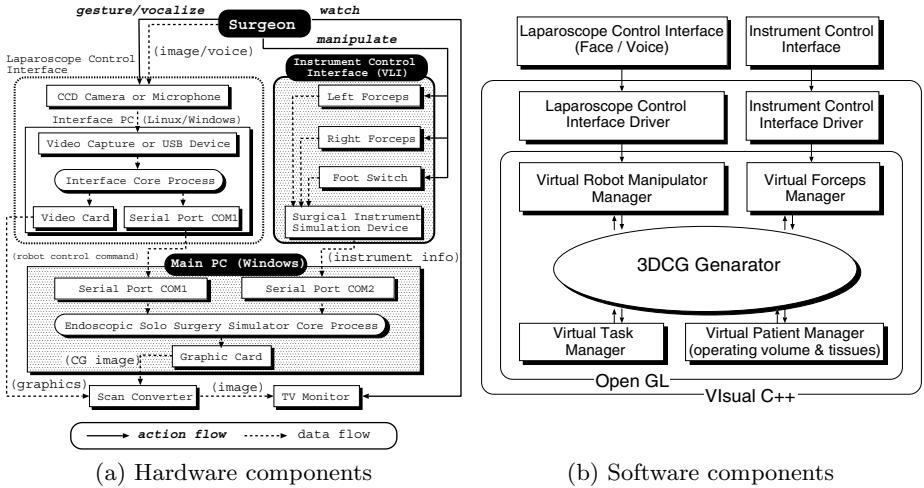 gesture/vocalize
Surgeon
watch
(image/voice)
manipulate
Laparoscope Control
Interface
Instrument Control
Interface (VLI)
CCD Camera or Microphone
Left Forceps
Interface PC (Linux/Windows)
Video Capture or USB Device
Right Forceps
Interface Core Process
Foot Switch
Video Card
Serial Port COM1
Surgical Instrument
Simulation Device
(robot control command)
Main PC (Windows)
(instrument info)
Serial Port COM1
Serial Port COM2
Endoscopic Solo Surgery Simulator Core Process
(CG image)
Graphic Card
(graphics)
(image)
Scan Converter
TV Monitor
action flow
data flow
(a) Hardware components
Laparoscope Control Interface
(Face / Voice)
Instrument Control
Interface
Laparoscope Control
Interface Driver
Instrument Control
Interface Driver
Virtual Robot Manipulator
Manager
Virtual Forceps
Manager
3DCG Genarator
Virtual Task
Manager
Virtual Patient Manager
(operating volume & tissues)
Open GL
VIsual C++
(b) Software components